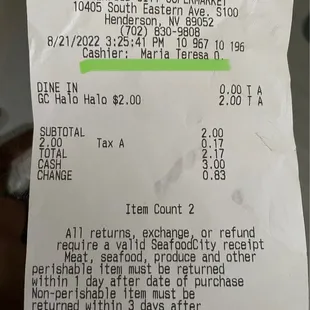 SUPERMARKET
10405 South Eastern Ave. S100
Henderson, NV 89052
(702) 830-9808
8/21/2022 3:25:41 PM 10 967 10 196
Cashier: Maria Teresa D.
DINE IN 0.00 T A
GC Halo Halo $2.00 2.00 T A
SUBTOTAL 2.00
2.00 Tax A 0.17
TOTAL 2.17
CASH 3.00
CHANGE 0.83
Item Count 2
All returns, exchange, or refund
require a valid SeafoodCity receipt
Meat, seafood, produce and other
perishable item must be returned
within 1 day after date of purchase
Non-perishable item must be
returned within 3 days after